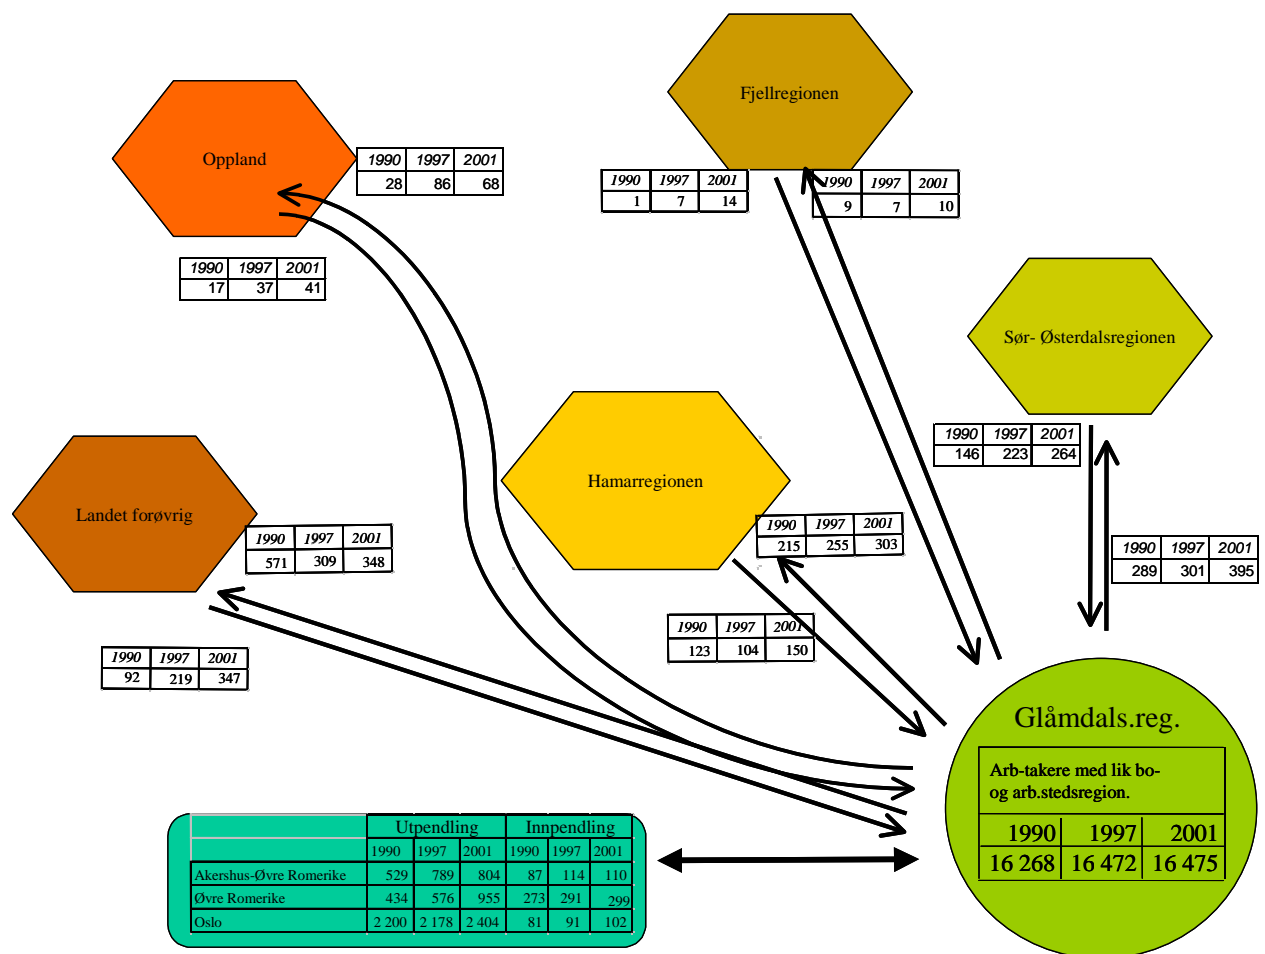 Fjellregionen
1990 1997 2001
1 7 14
1990 1997 2001
9 7 10
Oppland
1990 1997 2001
28 86 68
1990 1997 2001
17 37 41
Sør- Østerdalsregionen
1990 1997 2001
146 223 264
1990 1997 2001
289 301 395
Hamarregionen
1990 1997 2001
215 255 303
1990 1997 2001
123 104 150
Landet forøvrig
1990 1997 2001
571 309 348
1990 1997 2001
92 219 347
Glåmdals.reg.
Arb-takere med lik bo-
og arb.stedsregion.
1990 1997 2001
16 268 16 472 16 475
Utpendling Innpendling
1990 1997 2001 1990 1997 2001
Akershus-Øvre Romerike 529 789 804 87 114 110
Øvre Romerike 434 576 955 273 291 299
Oslo 2 200 2 178 2 404 81 91 102